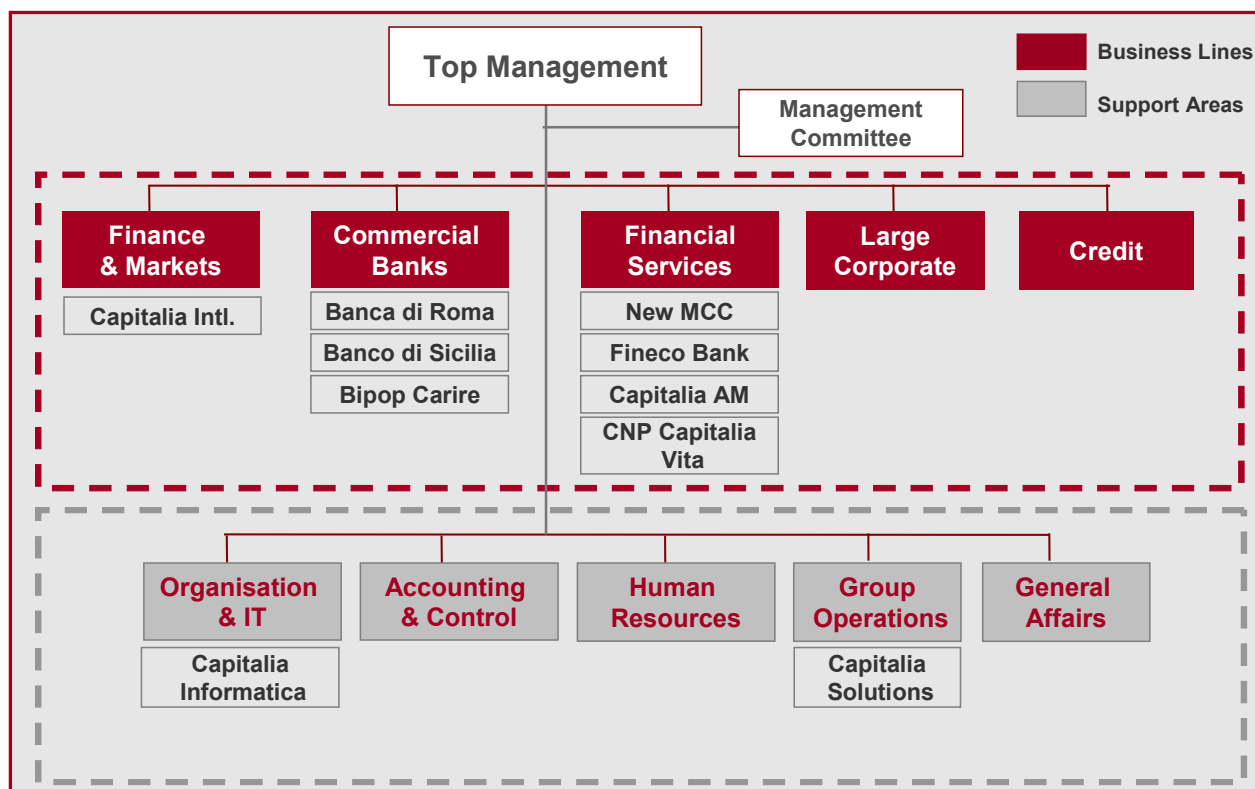 Top Management
Business Lines
Support Areas
Management
Committee
Finance
& Markets
Commercial
Banks
Financial
Services
Large
Corporate
Credit
Capitalia Intl.
Banca di Roma
Banco di Sicilia
Bipop Carire
New MCC
Fineco Bank
Capitalia AM
CNP Capitalia
Vita
Organisation
& IT
Accounting
& Control
Human
Resources
Group
Operations
General
Affairs
Capitalia
Informatica
Capitalia
Solutions